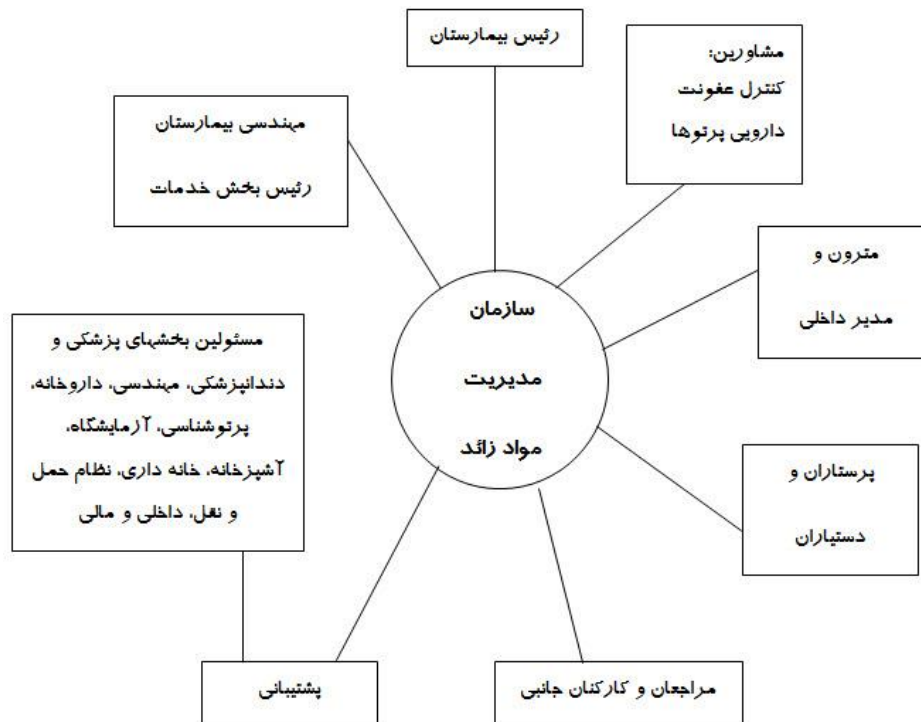 رئیس بیمارستان
مشاورین:
کنترل عفونت
دارویی پرتوها
مهندسی بیمارستان
رئیس بخش خدمات
مترون و
مدیر داخلی
سازمان
مدیریت
مواد زائد
مسئولین بخشهای پزشکی و
دندانپزشکی، مهندسی، داروخانه،
پرتوشناسی، آزمایشگاه،
آشپزخانه، خانه داری، نظام حمل
و نقل، داخلی و مالی
پرستاران و
دستیاران
مراجعان و کارکنان جانبی
پشتیبانی